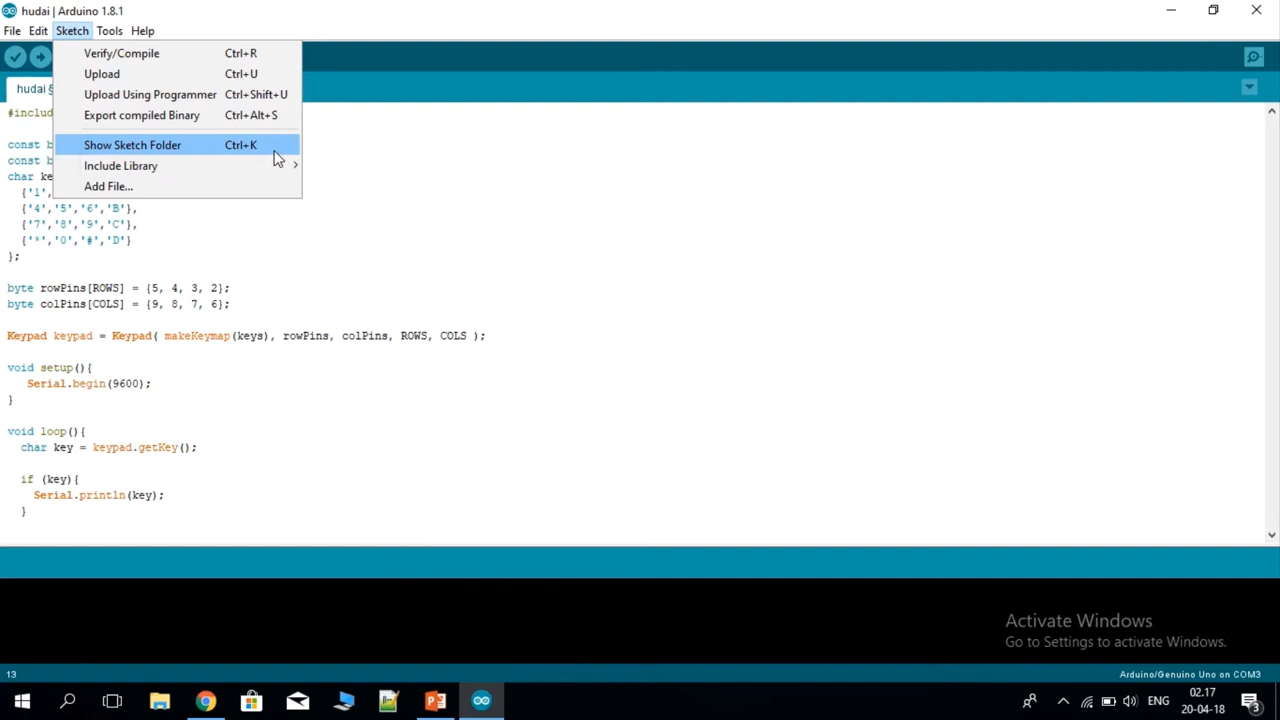 hudai | Arduino 1.8.1
File Edit Sketch Tools Help
Verify/Compile Ctrl+R
Upload Ctrl+U
Upload Using Programmer Ctrl+Shift+U
Export compiled Binary Ctrl+Alt+S
Show Sketch Folder Ctrl+K
Include Library
Add File...
hudai §
#includ
const b
const b
char ke
{'1',
{'4','5','6','B'},
{'7','8','9','C'},
{'*','0','#','D'}
};
byte rowPins[ROWS] = {5, 4, 3, 2};
byte colPins[COLS] = {9, 8, 7, 6};
Keypad keypad = Keypad( makeKeymap(keys), rowPins, colPins, ROWS, COLS );
void setup(){
Serial.begin(9600);
}
void loop(){
char key = keypad.getKey();
if (key){
Serial.println(key);
}
Activate Windows
Go to Settings to activate Windows.
13
Arduino/Genuino Uno on COM3
ENG
02.17
20-04-18
3